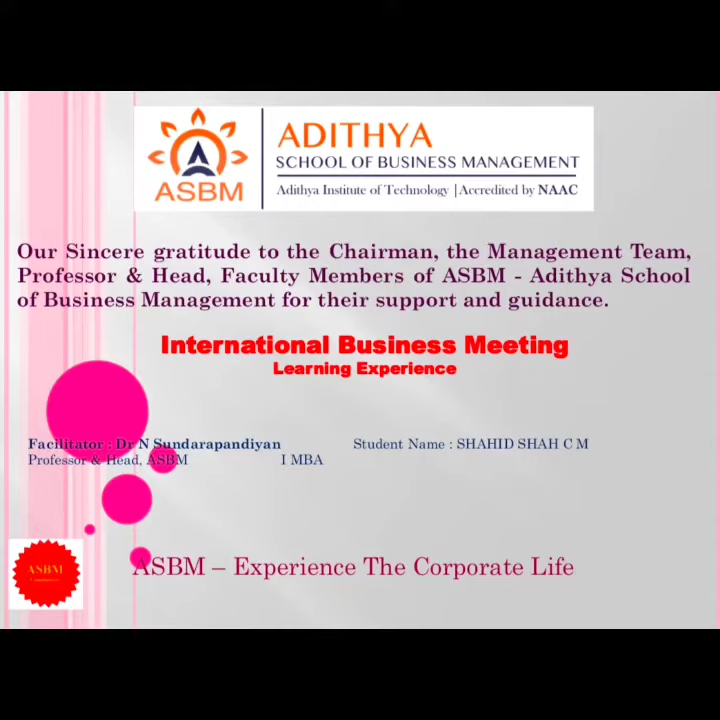 ADITHYA
SCHOOL OF BUSINESS MANAGEMENT
ASBM
Adithya Institute of Technology | Accredited by NAAC
Our Sincere gratitude to the Chairman, the Management Team,
Professor & Head, Faculty Members of ASBM - Adithya School
of Business Management for their support and guidance.
International Business Meeting
Learning Experience
Facilitator : Dr N Sundarapandiyan Student Name : SHAHID SHAH C M
Professor & Head, ASBM I MBA
ASBM
ASBM – Experience The Corporate Life